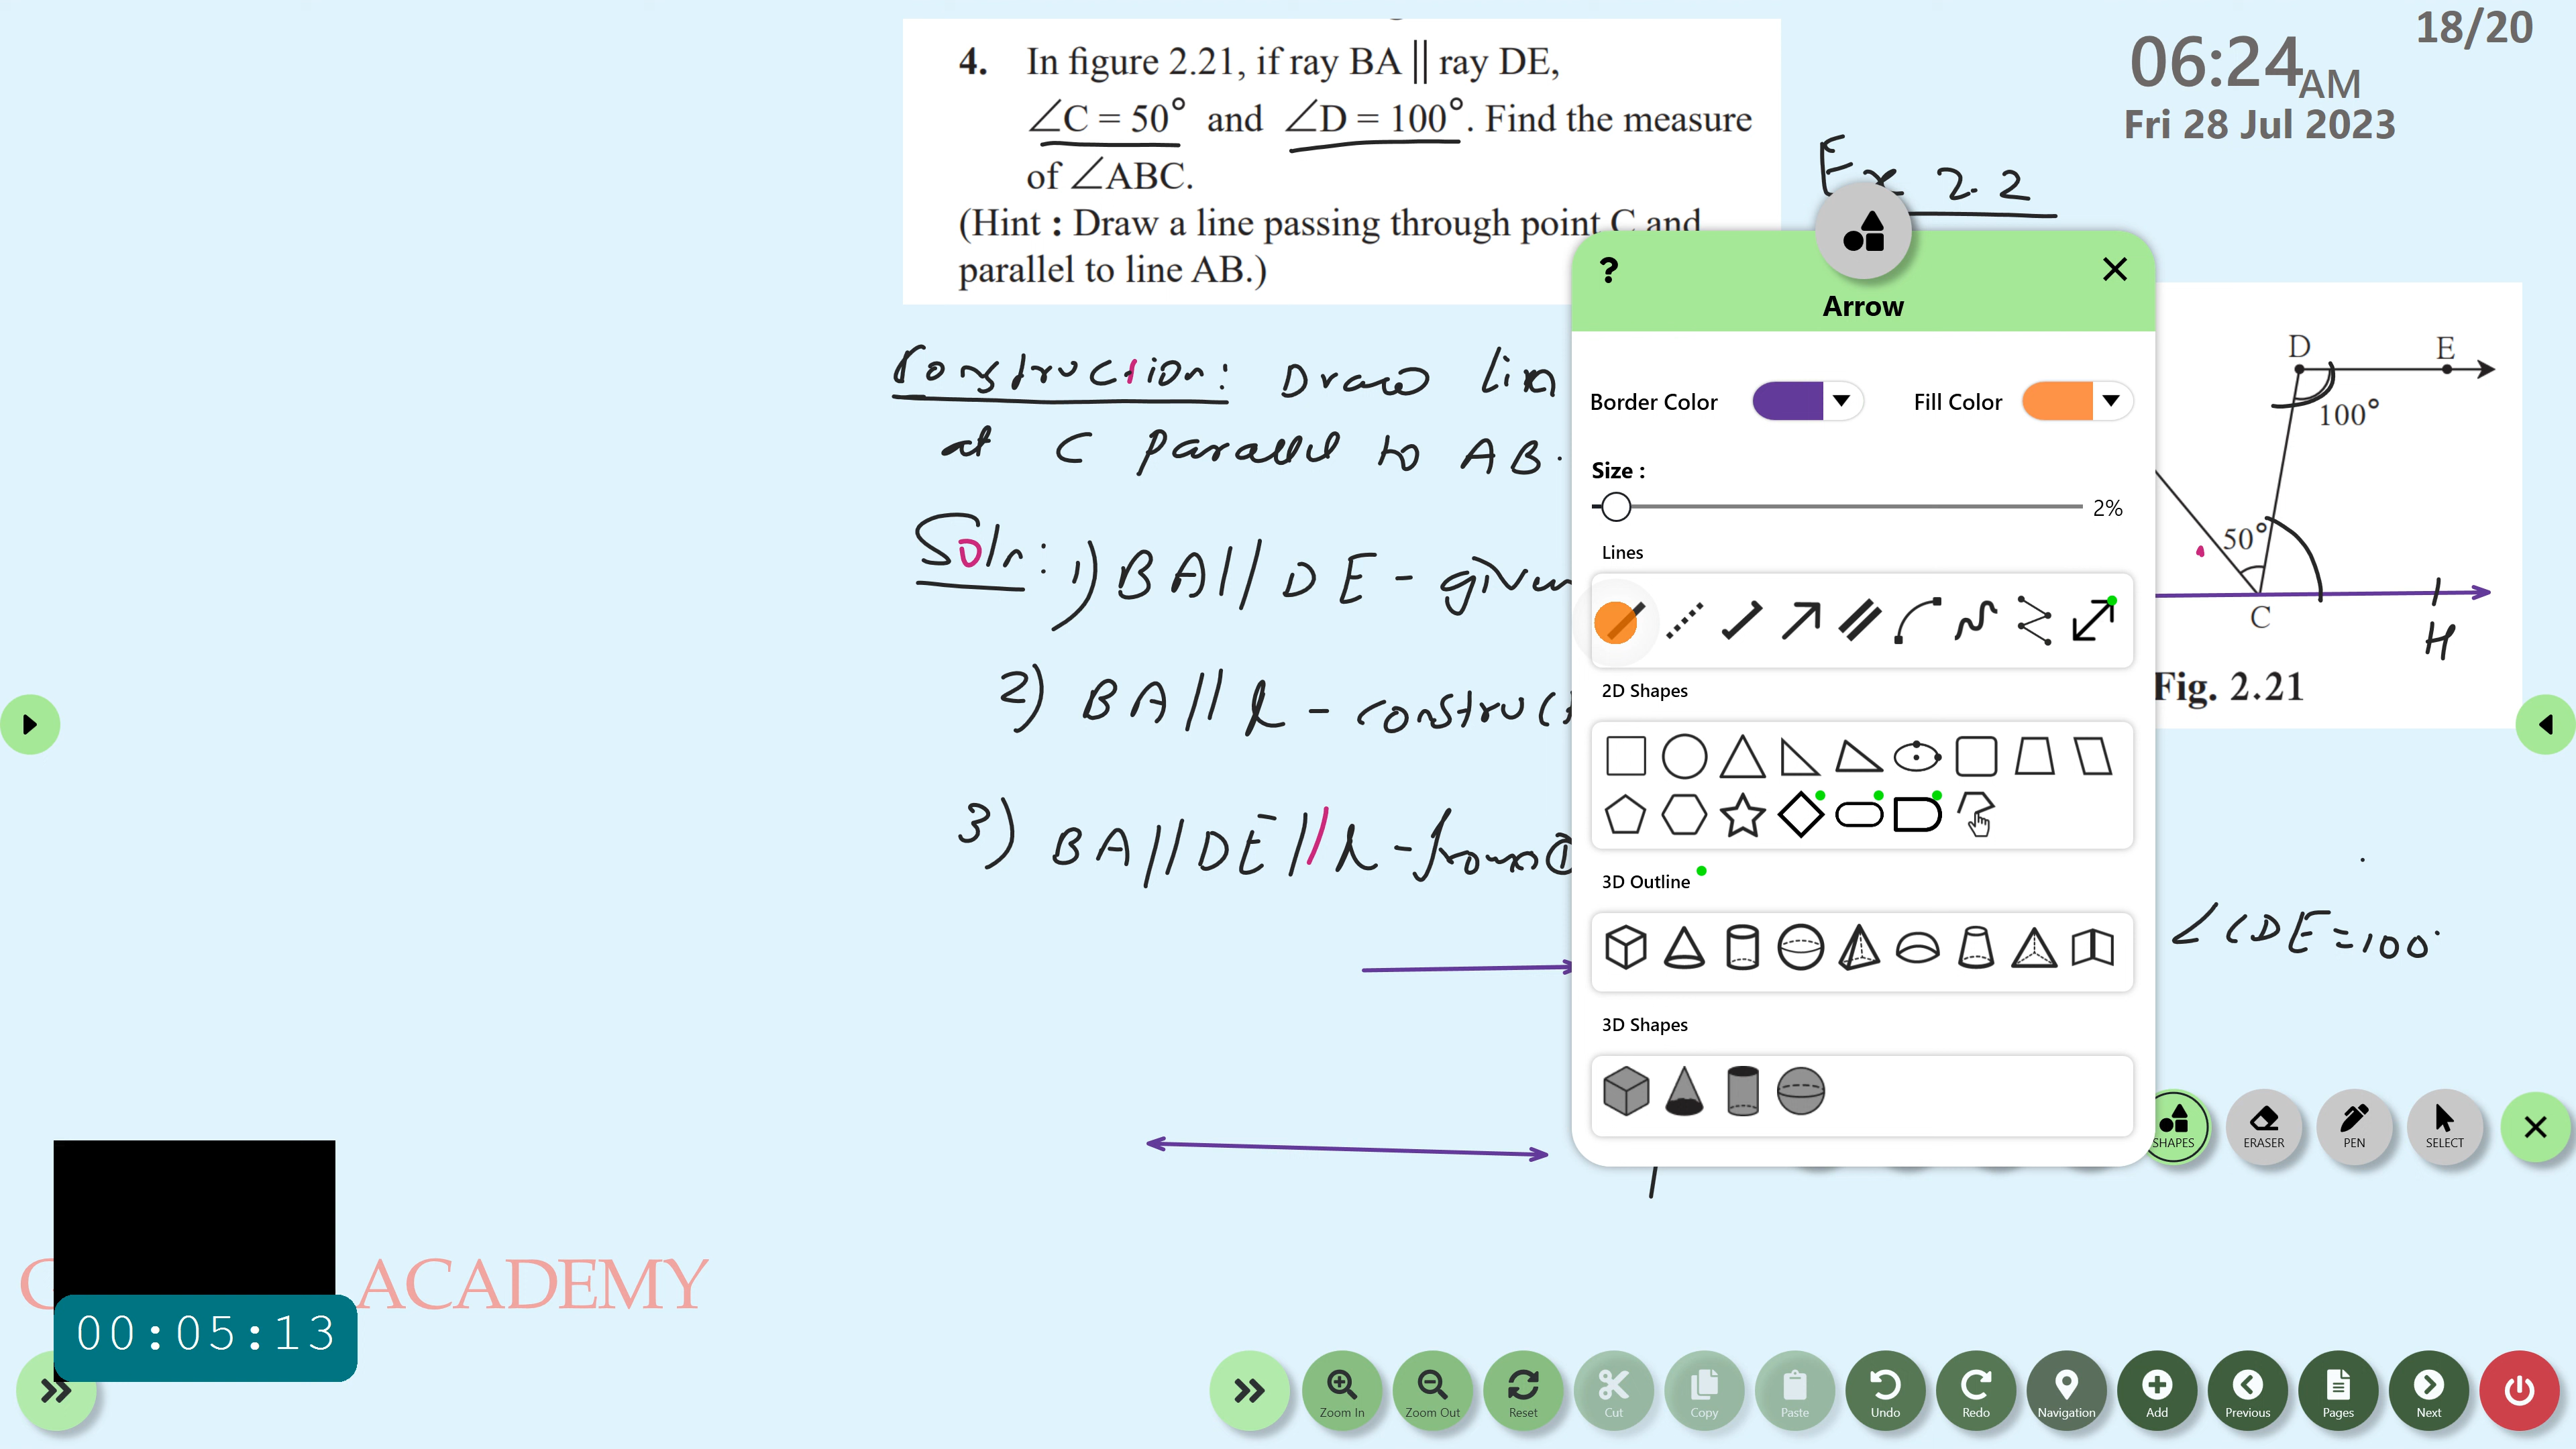 18/20
06:24 AM
Fri 28 Jul 2023
4. In figure 2.21, if ray BA || ray DE,
∠C = 50° and ∠D = 100°. Find the measure
of ∠ABC.
(Hint : Draw a line passing through point C and
parallel to line AB.)
Ex 2.2
?
Arrow
Border Color
Fill Color
Size :
2%
Lines
2D Shapes
3D Outline
3D Shapes
Construction: Draw
at C parallel to AB.
Soln: 1) BA // DE - given
2) BA // l -
3) BA // DE // l - from ①
D
E
100°
50°
C
H
Fig. 2.21
∠CDE = 100°
SHAPES
ERASER
PEN
SELECT
ACADEMY
00:05:13
Zoom In
Zoom Out
Reset
Cut
Copy
Paste
Undo
Redo
Navigation
Add
Previous
Pages
Next